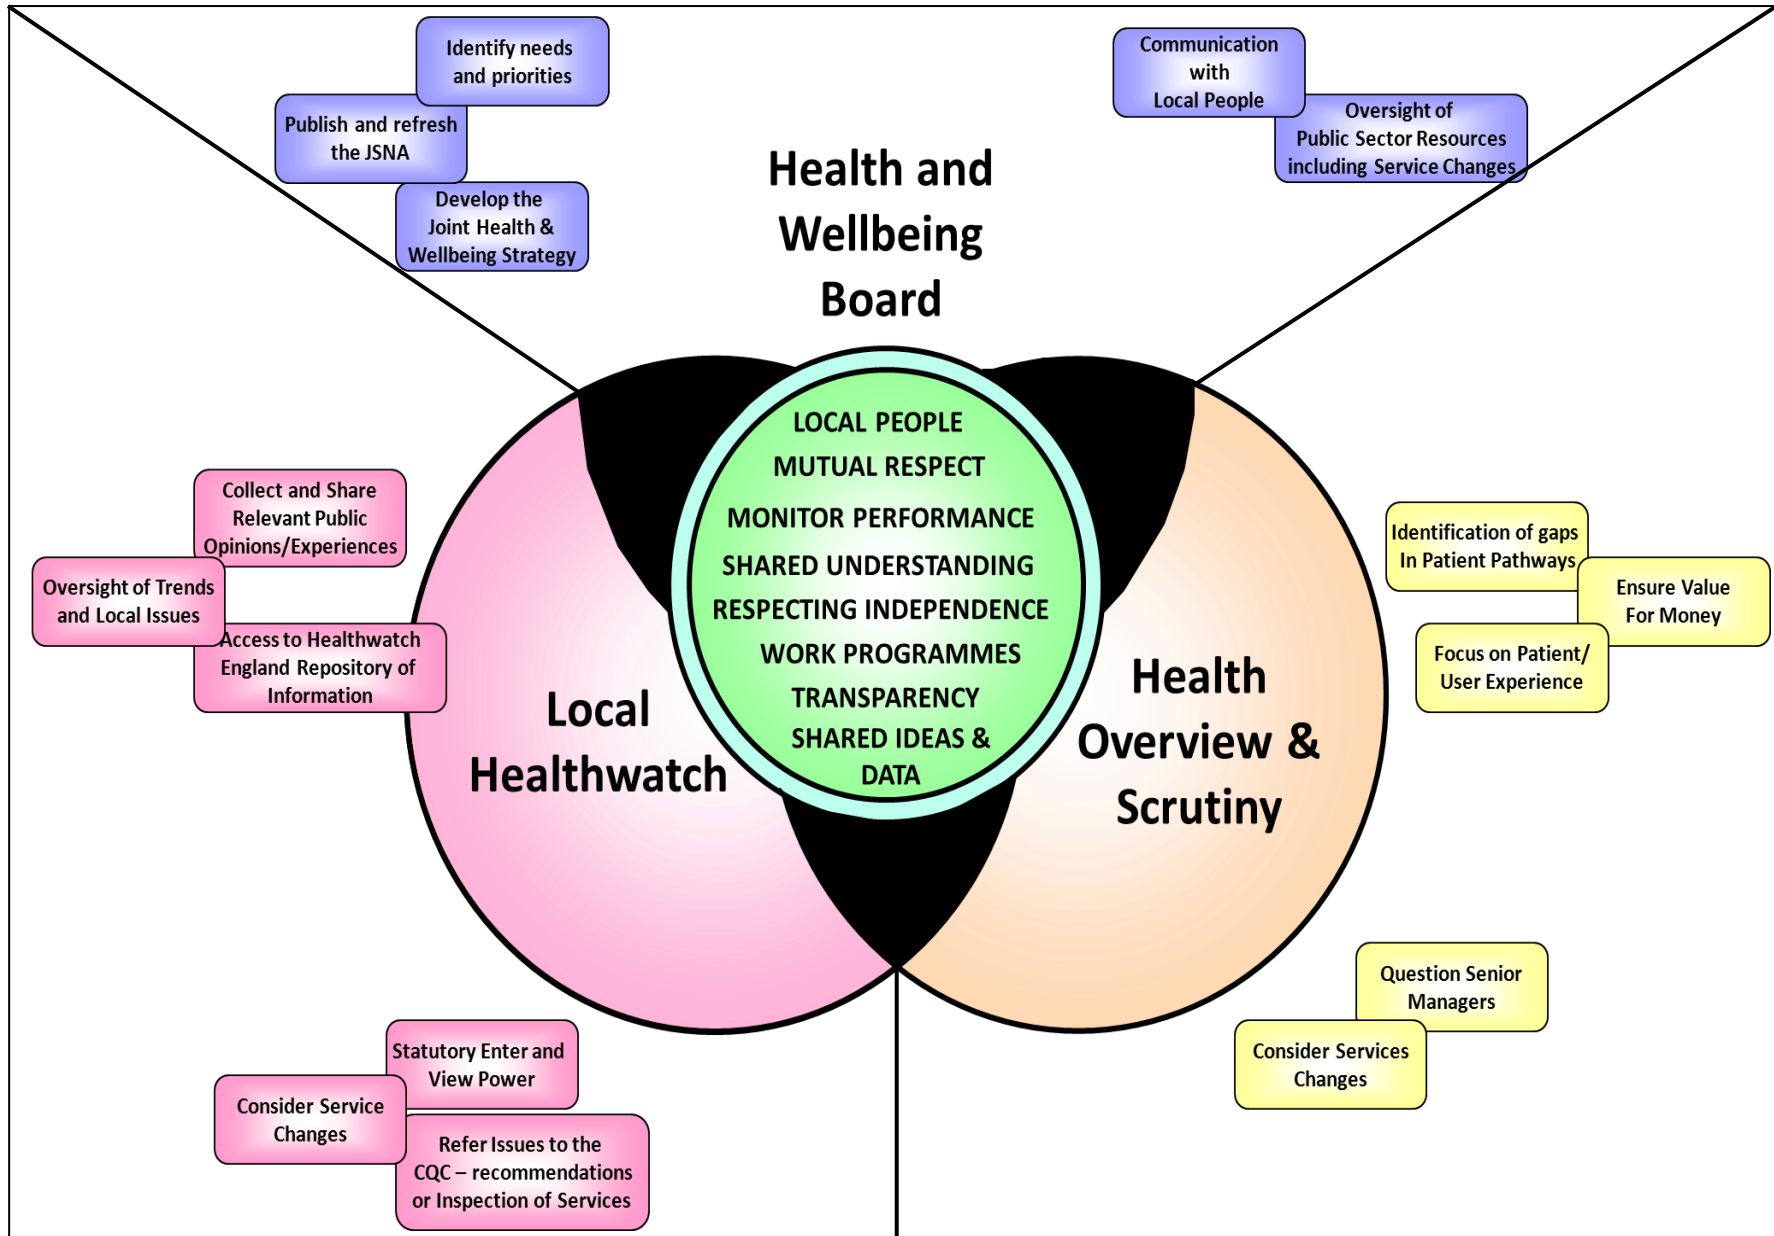 Identify needs
and priorities
Publish and refresh
the JSNA
Develop the
Joint Health &
Wellbeing Strategy
Communication
with
Local People
Oversight of
Public Sector Resources
including Service Changes
Health and
Wellbeing
Board
LOCAL PEOPLE
MUTUAL RESPECT
MONITOR PERFORMANCE
SHARED UNDERSTANDING
RESPECTING INDEPENDENCE
WORK PROGRAMMES
TRANSPARENCY
SHARED IDEAS &
DATA
Collect and Share
Relevant Public
Opinions/Experiences
Oversight of Trends
and Local Issues
Access to Healthwatch
England Repository of
Information
Local
Healthwatch
Health
Overview &
Scrutiny
Identification of gaps
In Patient Pathways
Ensure Value
For Money
Focus on Patient/
User Experience
Statutory Enter and
View Power
Consider Service
Changes
Refer Issues to the
CQC – recommendations
or Inspection of Services
Question Senior
Managers
Consider Services
Changes